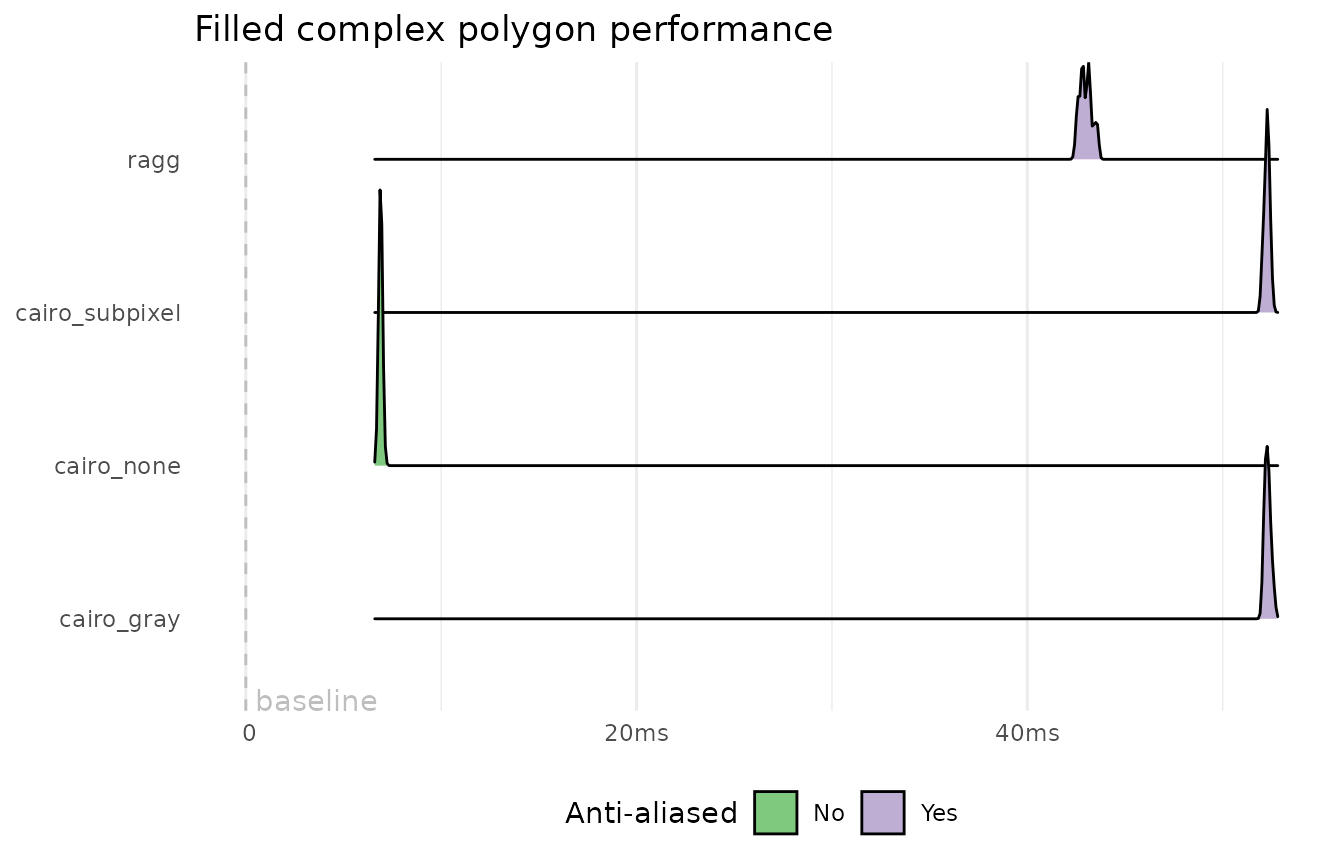 Filled complex polygon performance
ragg
cairo_subpixel
cairo_none
cairo_gray
baseline
0 20ms 40ms
Anti-aliased No Yes